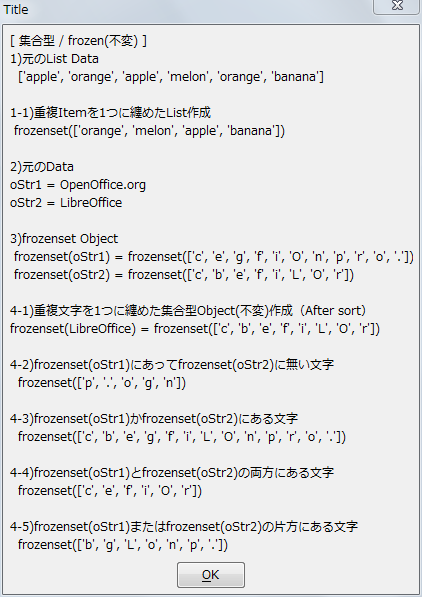 Title
[ 集合型 / frozen(不変) ]
1)元のList Data
['apple', 'orange', 'apple', 'melon', 'orange', 'banana']
1-1)重複Itemを1つに纏めたList作成
frozenset(['orange', 'melon', 'apple', 'banana'])
2)元のData
oStr1 = OpenOffice.org
oStr2 = LibreOffice
3)frozenset Object
frozenset(oStr1) = frozenset(['c', 'e', 'g', 'f', 'i', 'O', 'n', 'p', 'r', 'o', '.'])
frozenset(oStr2) = frozenset(['c', 'b', 'e', 'f', 'i', 'L', 'O', 'r'])
4-1)重複文字を1つに纏めた集合型Object(不変)作成（After sort）
frozenset(LibreOffice) = frozenset(['c', 'b', 'e', 'f', 'i', 'L', 'O', 'r'])
4-2)frozenset(oStr1)にあってfrozenset(oStr2)に無い文字
frozenset(['p', '.', 'o', 'g', 'n'])
4-3)frozenset(oStr1)かfrozenset(oStr2)にある文字
frozenset(['c', 'b', 'e', 'g', 'f', 'i', 'L', 'O', 'n', 'p', 'r', 'o', '.'])
4-4)frozenset(oStr1)とfrozenset(oStr2)の両方にある文字
frozenset(['c', 'e', 'f', 'i', 'O', 'r'])
4-5)frozenset(oStr1)またはfrozenset(oStr2)の片方にある文字
frozenset(['b', 'g', 'L', 'o', 'n', 'p', '.'])
OK